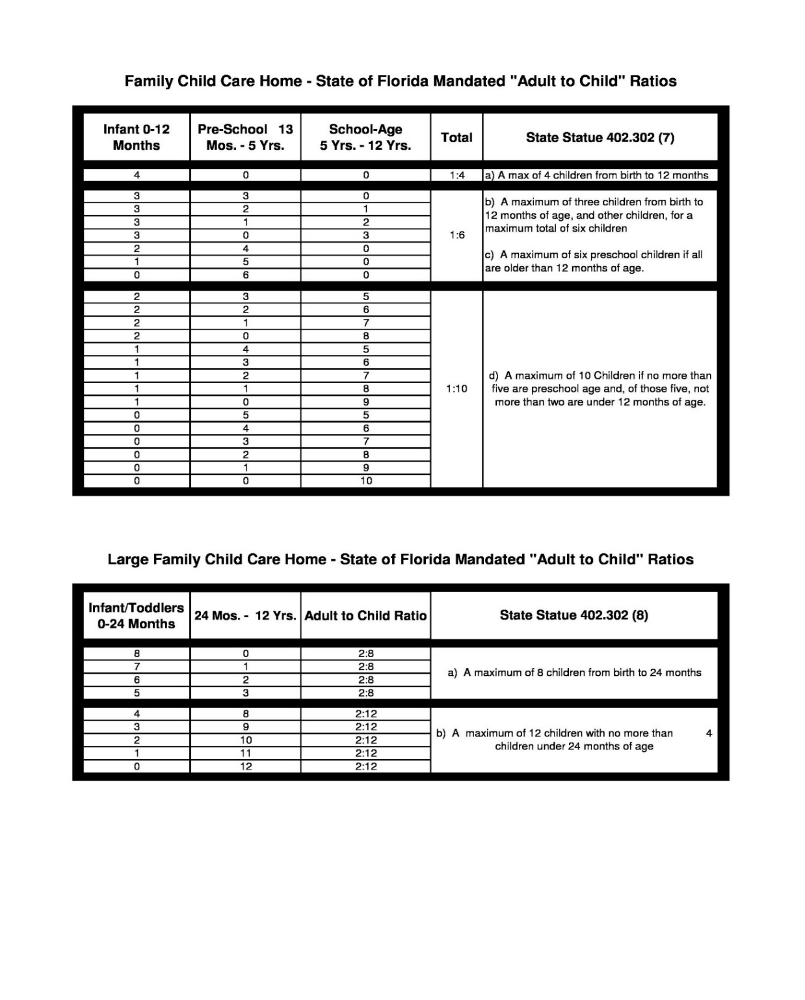 Family Child Care Home - State of Florida Mandated "Adult to Child" Ratios
Infant 0-12 Months Pre-School 13 Mos. - 5 Yrs. School-Age 5 Yrs. - 12 Yrs. Total State Statue 402.302 (7)
4 0 0 1:4 a) A max of 4 children from birth to 12 months
3 3 0
3 2 1
3 1 2
3 0 3
2 4 0
1 5 0
0 6 0
1:6
b) A maximum of three children from birth to
12 months of age, and other children, for a
maximum total of six children
c) A maximum of six preschool children if all
are older than 12 months of age.
2 3 5
2 2 6
2 1 7
2 0 8
1 4 5
1 3 6
1 2 7
1 1 8
1 0 9
0 5 5
0 4 6
0 3 7
0 2 8
0 1 9
0 0 10
1:10
d) A maximum of 10 Children if no more than
five are preschool age and, of those five, not
more than two are under 12 months of age.
Large Family Child Care Home - State of Florida Mandated "Adult to Child" Ratios
Infant/Toddlers 0-24 Months 24 Mos. - 12 Yrs. Adult to Child Ratio State Statue 402.302 (8)
8 0 2:8
7 1 2:8
6 2 2:8
5 3 2:8
a) A maximum of 8 children from birth to 24 months
4 8 2:12
3 9 2:12
2 10 2:12
1 11 2:12
0 12 2:12
b) A maximum of 12 children with no more than 4
children under 24 months of age